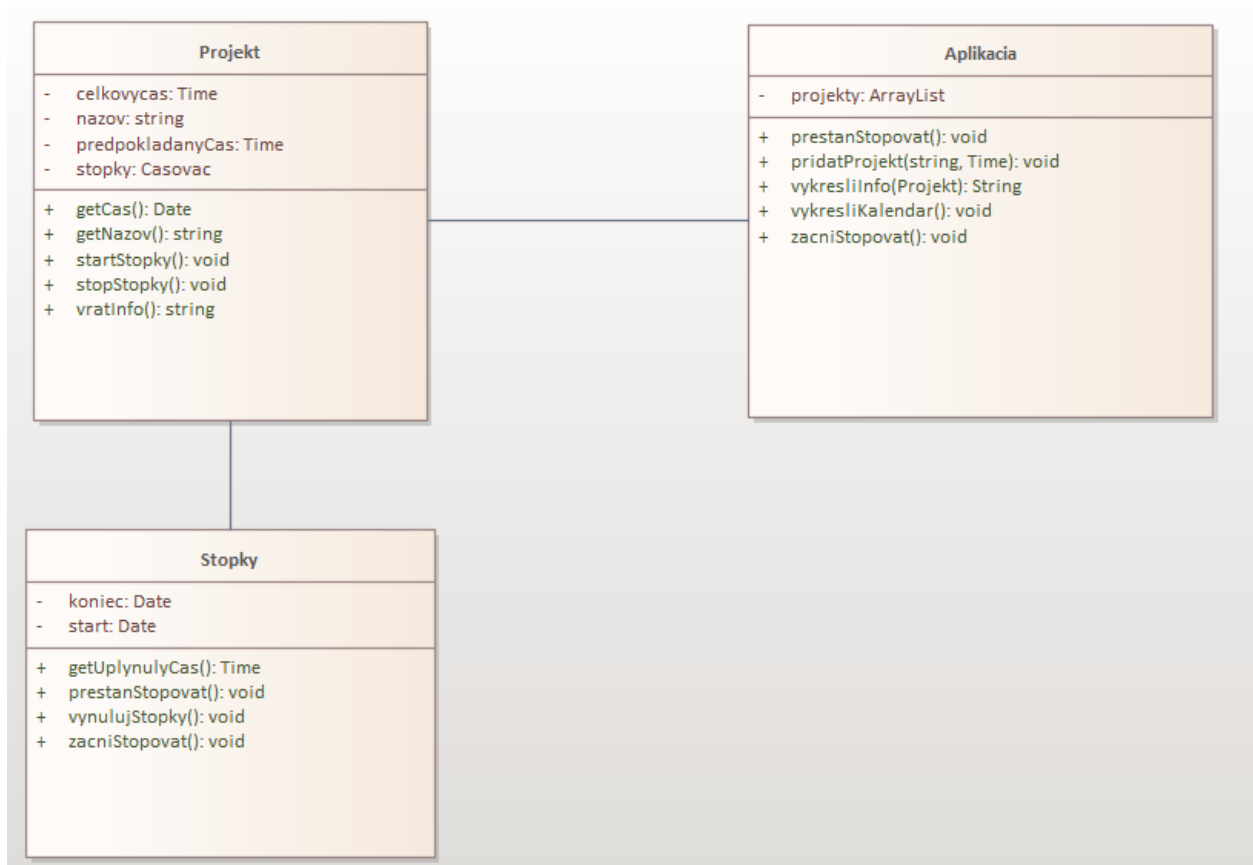 Projekt
- celkovycas: Time
- nazov: string
- predpokladanyCas: Time
- stopky: Casovac
+ getCas(): Date
+ getNazov(): string
+ startStopky(): void
+ stopStopky(): void
+ vratInfo(): string
Aplikacia
- projekty: ArrayList
+ prestanStopovat(): void
+ pridatProjekt(string, Time): void
+ vykresliInfo(Projekt): String
+ vykresliKalendar(): void
+ zacniStopovat(): void
Stopky
- koniec: Date
- start: Date
+ getUplynulyCas(): Time
+ prestanStopovat(): void
+ vynulujStopky(): void
+ zacniStopovat(): void